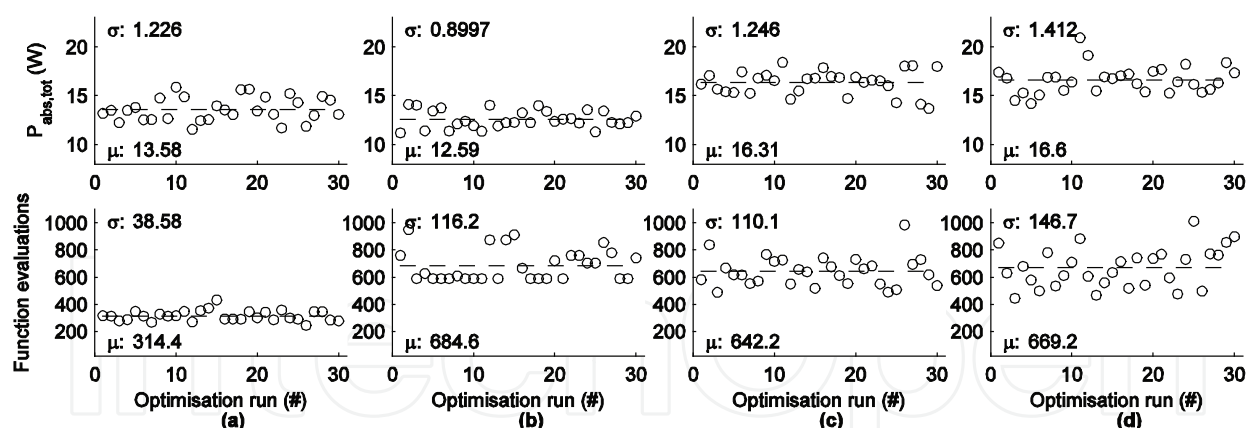 σ: 1.226
σ: 0.8997
σ: 1.246
σ: 1.412
P abs,tot (W)
20
15
10
20
15
10
20
15
10
20
15
10
μ: 13.58
μ: 12.59
μ: 16.31
μ: 16.6
0 10 20 30
0 10 20 30
0 10 20 30
0 10 20 30
Function evaluations
σ: 38.58
σ: 116.2
σ: 110.1
σ: 146.7
1000
800
600
400
200
1000
800
600
400
200
1000
800
600
400
200
1000
800
600
400
200
μ: 314.4
μ: 684.6
μ: 642.2
μ: 669.2
0 10 20 30
0 10 20 30
0 10 20 30
0 10 20 30
Optimisation run (#)
Optimisation run (#)
Optimisation run (#)
Optimisation run (#)
(a)
(b)
(c)
(d)